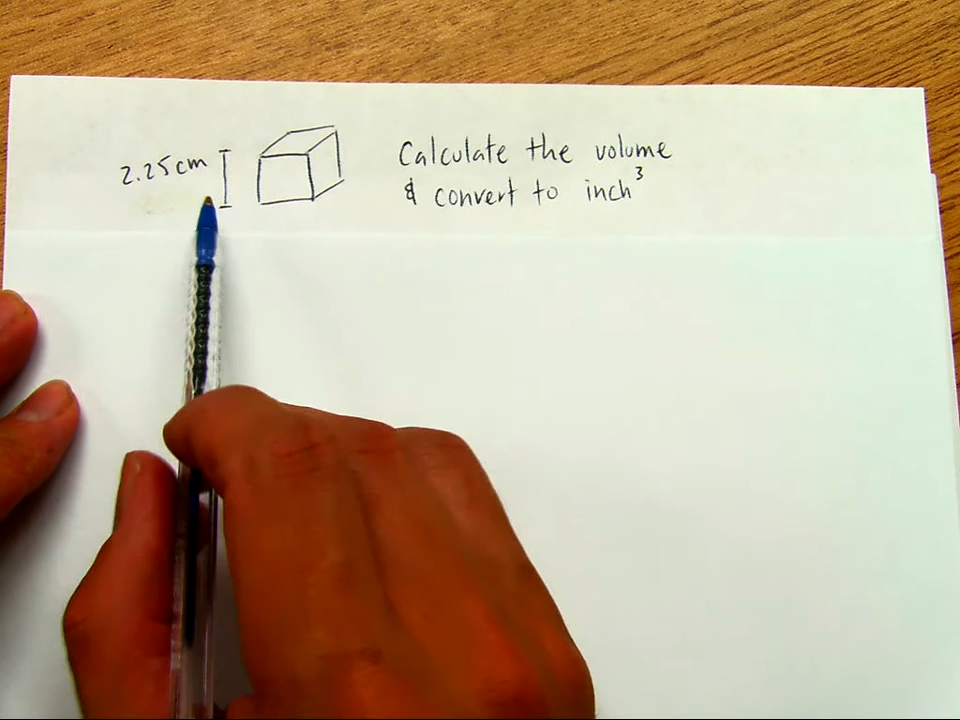 2.25 cm
Calculate the volume
& convert to inch³